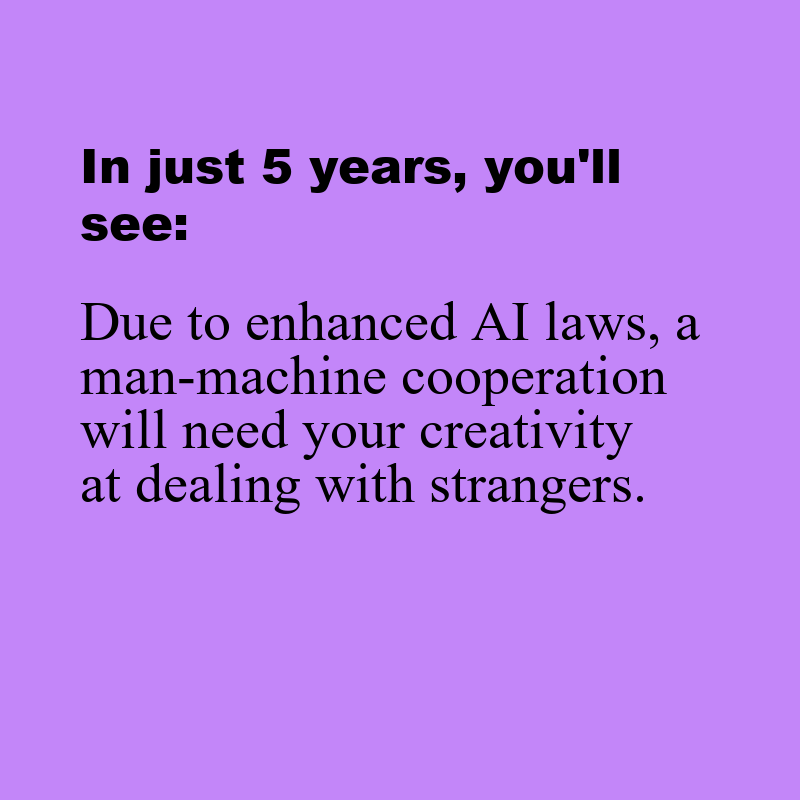 In just 5 years, you'll
see:
Due to enhanced AI laws, a
man-machine cooperation
will need your creativity
at dealing with strangers.